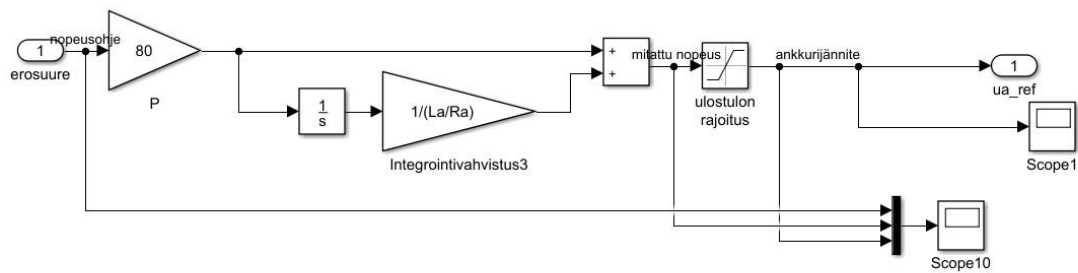 nopeusohje
1
erosuure
80
P
1
s
1/(La/Ra)
Integrointivahvistus3
+
+
mitattu nopeus
ulostulon
rajoitus
ankkurijännite
1
ua_ref
Scope1
Scope10